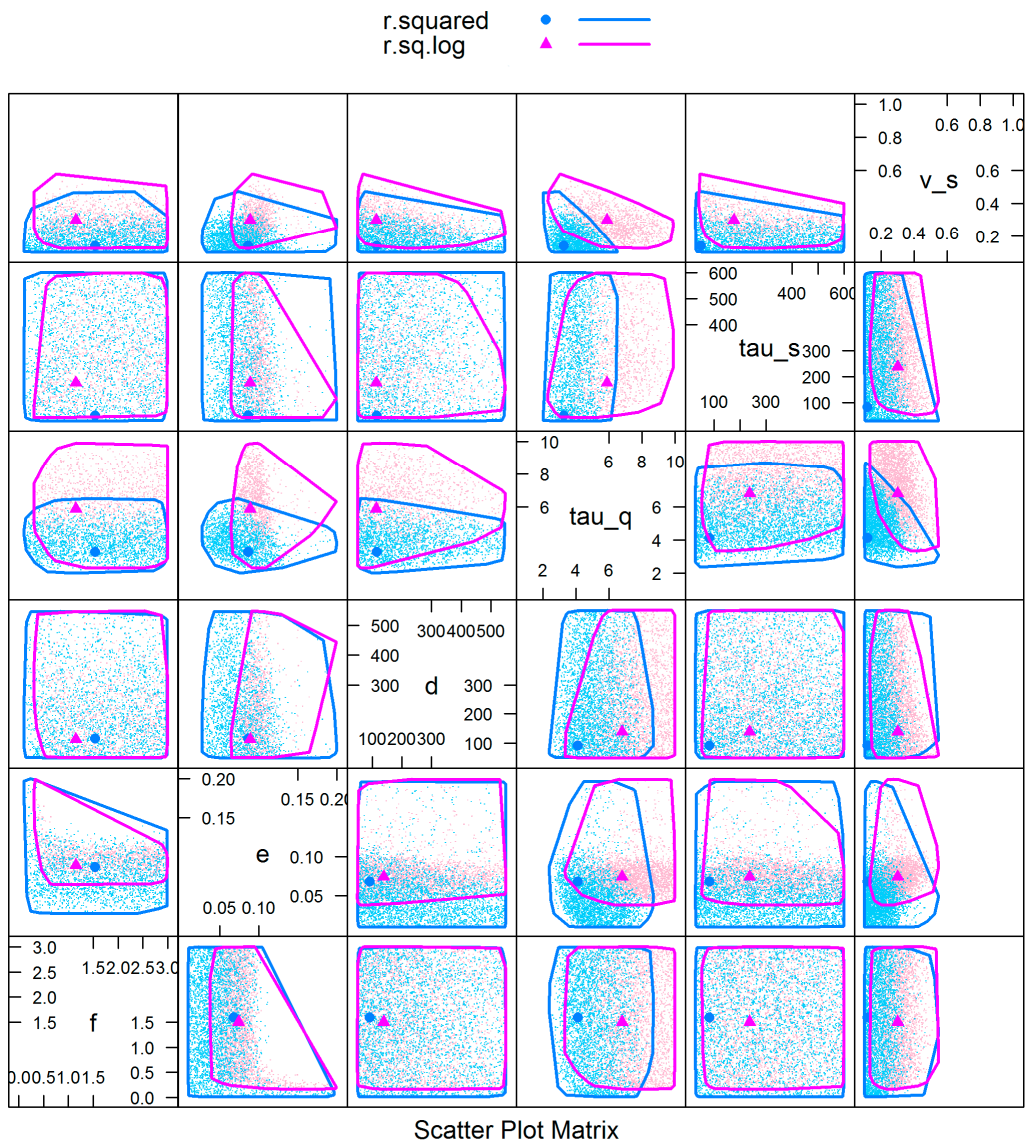 r.squared
r.sq.log
1.0
0.6 0.8 1.0
0.8
0.6 0.6
v_s
0.4
0.2 0.4 0.6 0.2
600
400 600
500
400
tau_s 300
200
100 300 100
10
6 8 10
8
6 6
tau_q
4
2 4 6 2
500 300 400 500
400
300 d 300
200
100 200 300 100
0.20
0.15 0.20
0.15
e 0.10
0.05
0.05 0.10
3.0
1.5 2.0 2.5 3.0
2.5
2.0
1.5 f 1.5
1.0
0.5
0.0 0.5 1.0 1.5 0.0
Scatter Plot Matrix